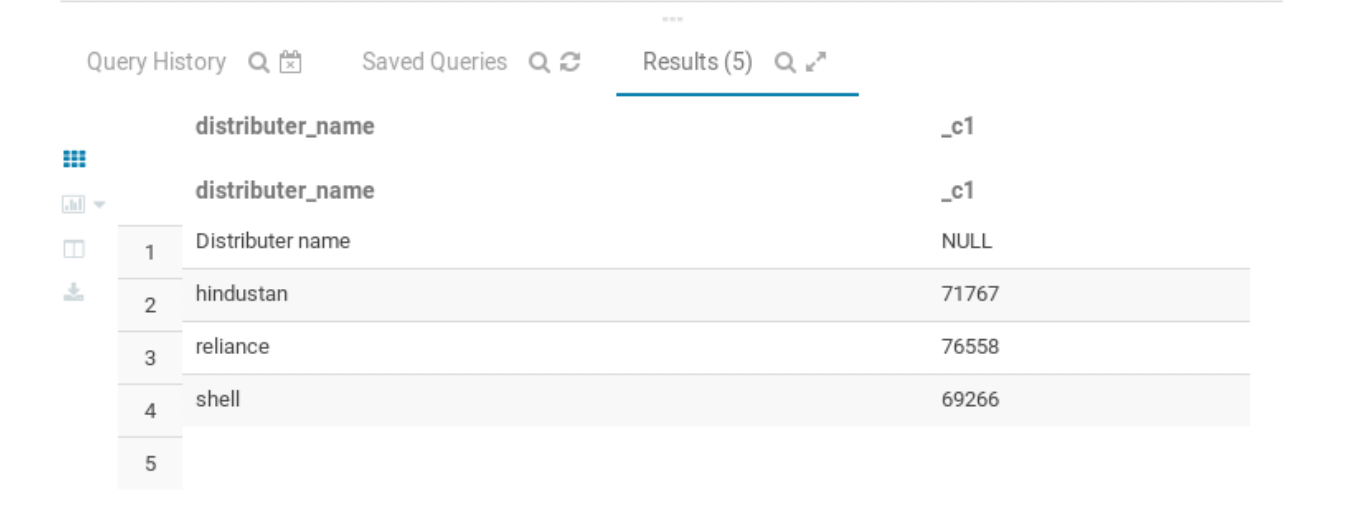 Query History Saved Queries Results (5)
distributer_name _c1
distributer_name _c1
1 Distributer name NULL
2 hindustan 71767
3 reliance 76558
4 shell 69266
5